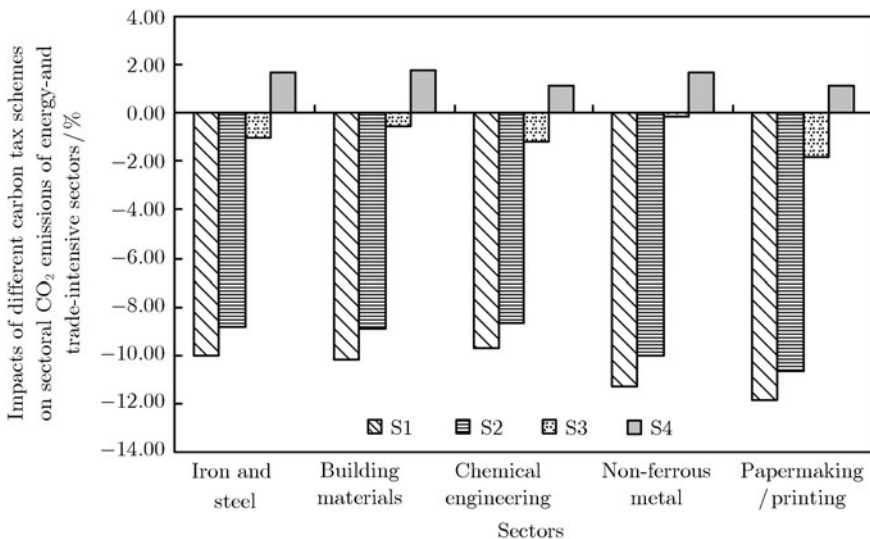 Impacts of different carbon tax schemes
on sectoral CO₂ emissions of energy-and
trade-intensive sectors/%
4.00
2.00
0.00
−2.00
−4.00
−6.00
−8.00
−10.00
−12.00
−14.00
S1 S2 S3 S4
Iron and Building Chemical Non-ferrous Papermaking
steel materials engineering metal /printing
Sectors